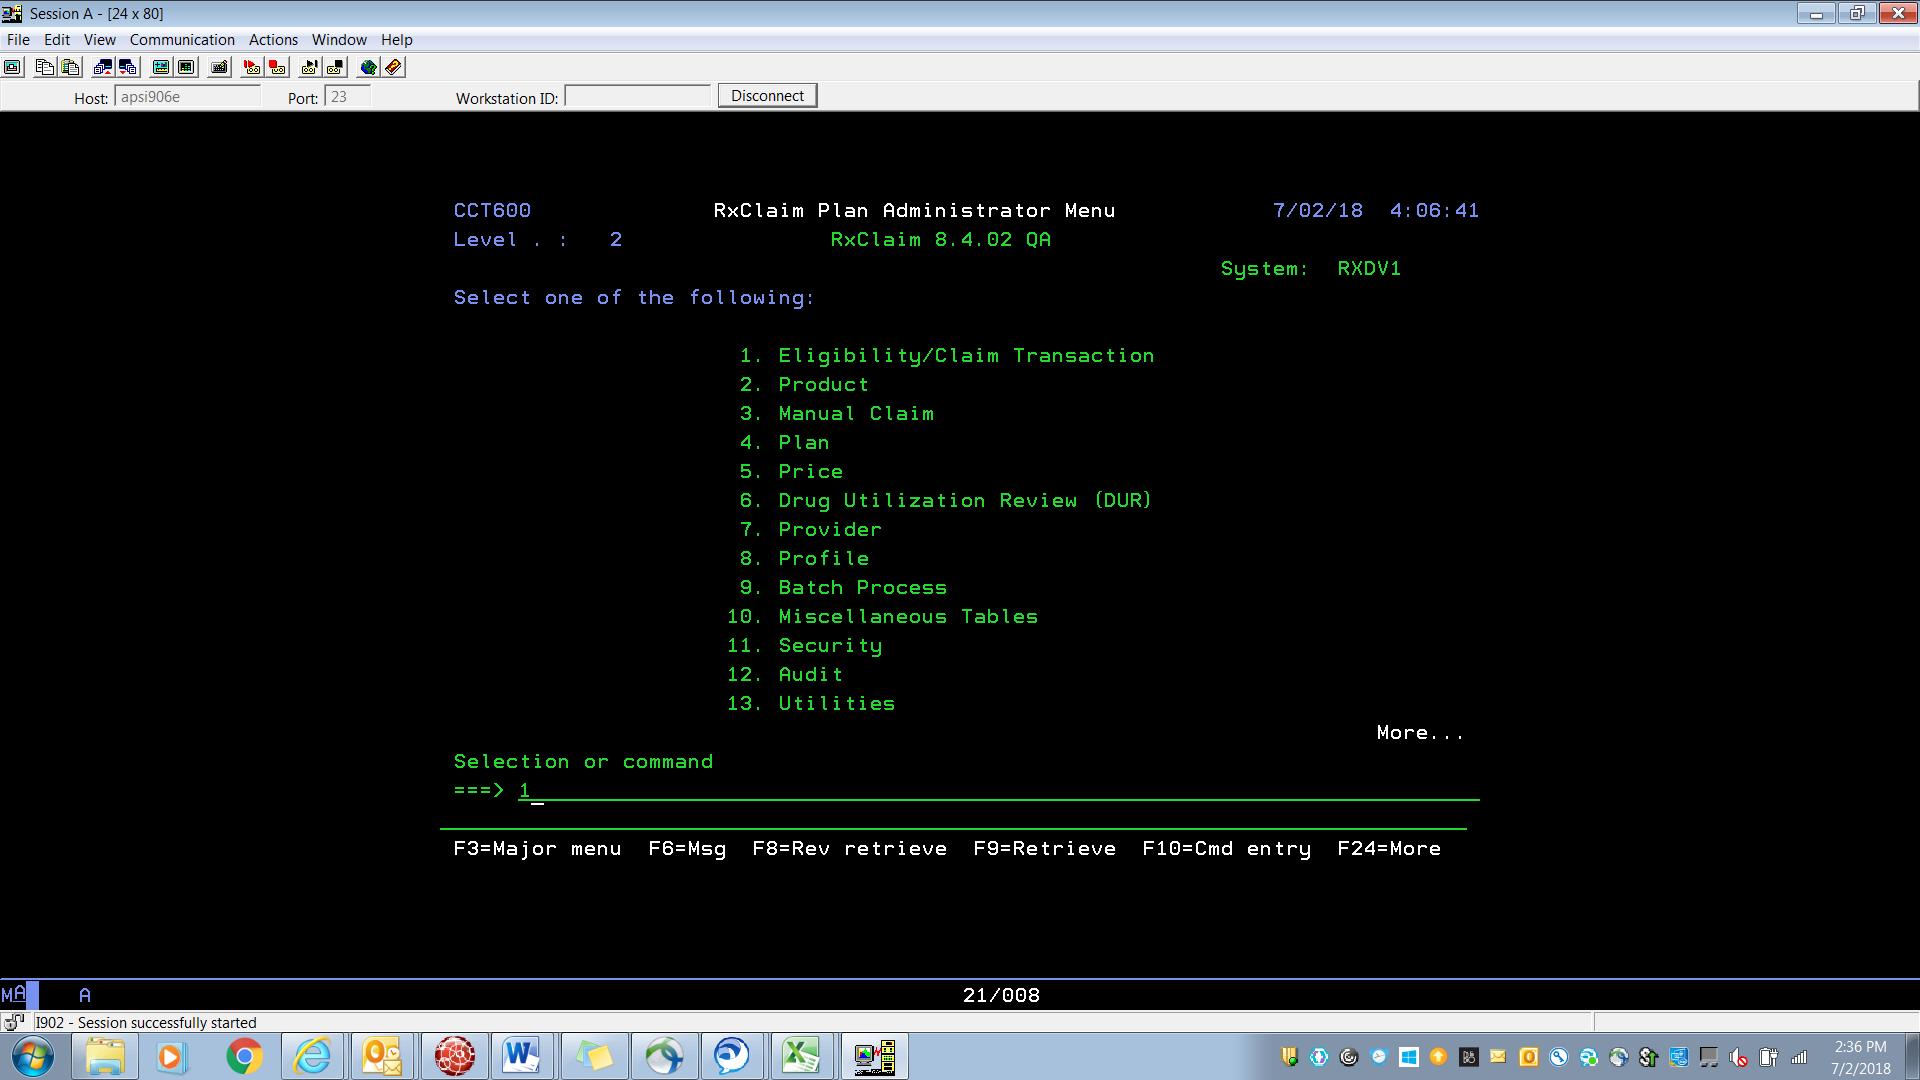 Session A - [24 x 80]
File Edit View Communication Actions Window Help
Host: apsi906e Port: 23 Workstation ID: Disconnect
CCT600 RxClaim Plan Administrator Menu 7/02/18 4:06:41
Level . : 2 RxClaim 8.4.02 QA
System: RXDV1
Select one of the following:
1. Eligibility/Claim Transaction
2. Product
3. Manual Claim
4. Plan
5. Price
6. Drug Utilization Review (DUR)
7. Provider
8. Profile
9. Batch Process
10. Miscellaneous Tables
11. Security
12. Audit
13. Utilities
More...
Selection or command
===> 1
F3=Major menu F6=Msg F8=Rev retrieve F9=Retrieve F10=Cmd entry F24=More
MA A 21/008
I902 - Session successfully started
2:36 PM
7/2/2018